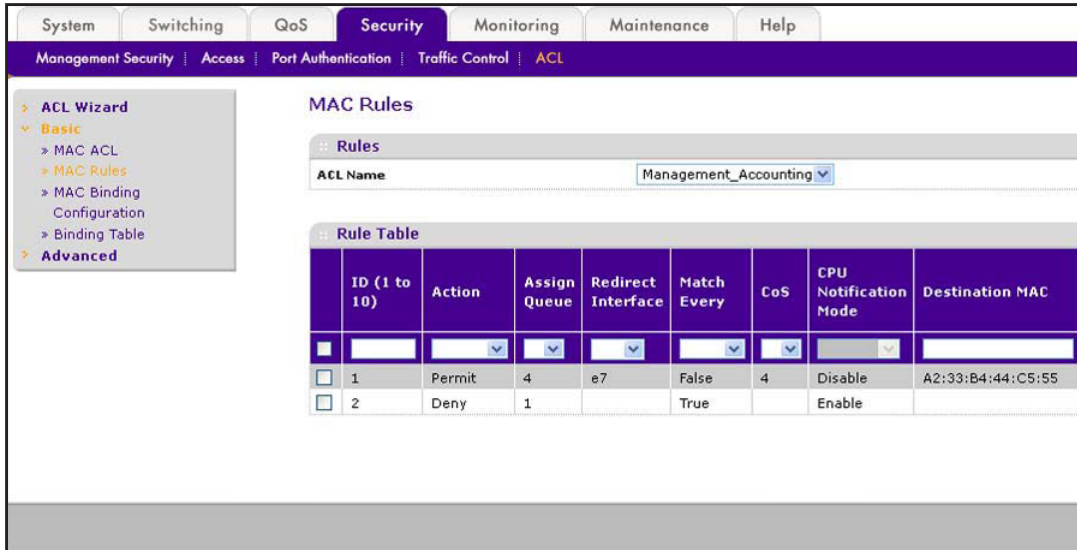 System Switching QoS Security Monitoring Maintenance Help
Management Security Access Port Authentication Traffic Control ACL
ACL Wizard
Basic
» MAC ACL
» MAC Rules
» MAC Binding
Configuration
» Binding Table
Advanced
MAC Rules
Rules
ACL Name Management_Accounting
Rule Table
ID (1 to 10) Action Assign Queue Redirect Interface Match Every CoS CPU Notification Mode Destination MAC
1 Permit 4 e7 False 4 Disable A2:33:B4:44:C5:55
2 Deny 1 True Enable